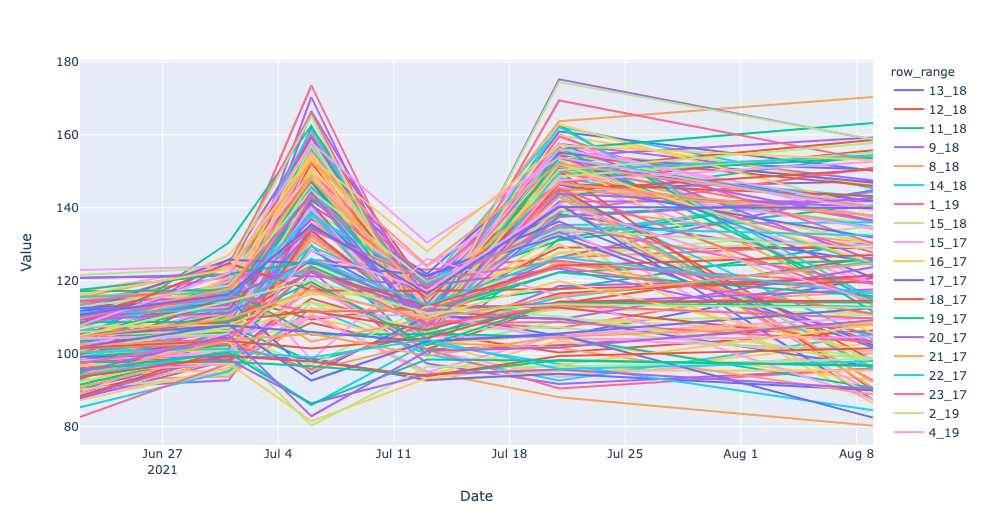 180
160
140
120
100
80
Value
Jun 27
2021
Jul 4
Jul 11
Jul 18
Jul 25
Aug 1
Aug 8
Date
row_range
13_18
12_18
11_18
9_18
8_18
14_18
1_19
15_18
15_17
16_17
17_17
18_17
19_17
20_17
21_17
22_17
23_17
2_19
4_19